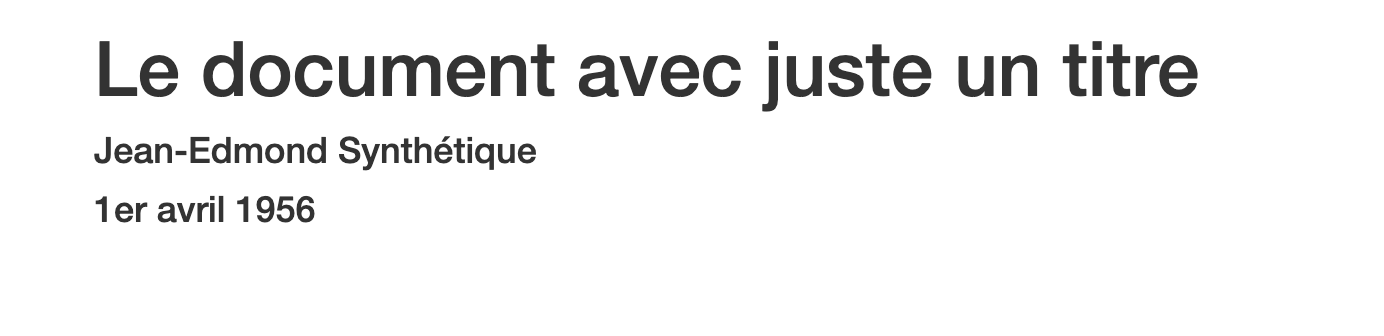 Le document avec juste un titre
Jean-Edmond Synthétique
1er avril 1956